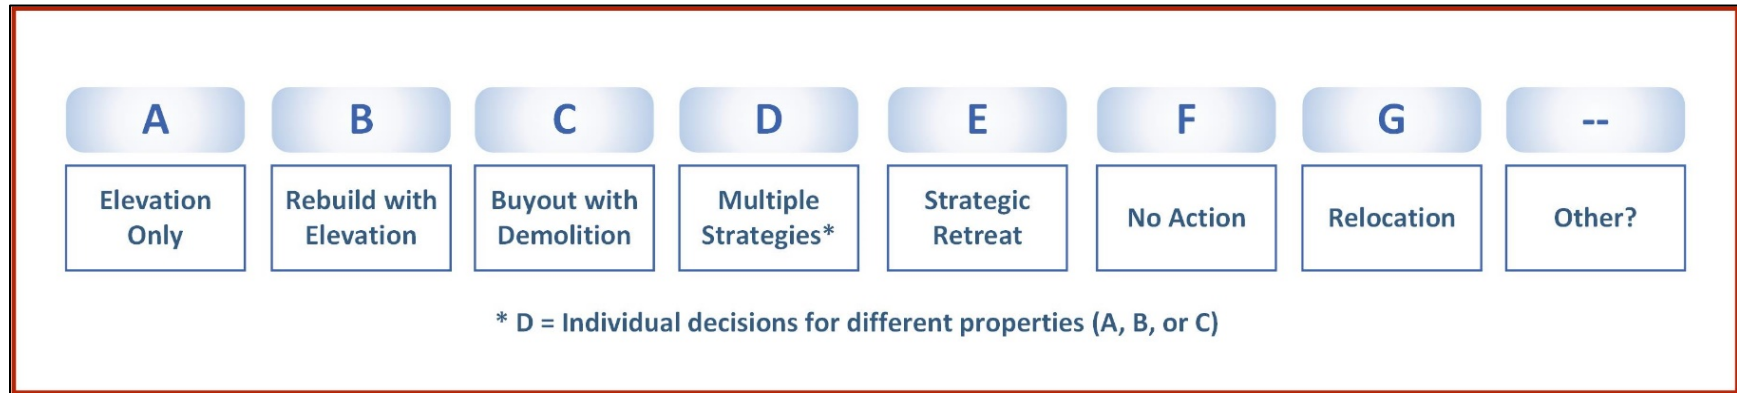 A
B
C
D
E
F
G
--
Elevation
Only
Rebuild with
Elevation
Buyout with
Demolition
Multiple
Strategies*
Strategic
Retreat
No Action
Relocation
Other?
* D = Individual decisions for different properties (A, B, or C)